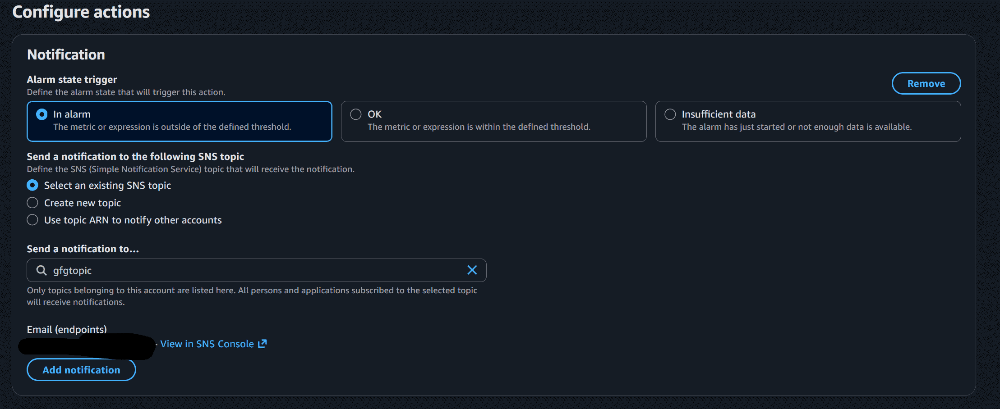 Configure actions
Notification
Alarm state trigger
Define the alarm state that will trigger this action.
Remove
In alarm
The metric or expression is outside of the defined threshold.
OK
The metric or expression is within the defined threshold.
Insufficient data
The alarm has just started or not enough data is available.
Send a notification to the following SNS topic
Define the SNS (Simple Notification Service) topic that will receive the notification.
Select an existing SNS topic
Create new topic
Use topic ARN to notify other accounts
Send a notification to...
gfgtopic
Only topics belonging to this account are listed here. All persons and applications subscribed to the selected topic
will receive notifications.
Email (endpoints)
- View in SNS Console
Add notification